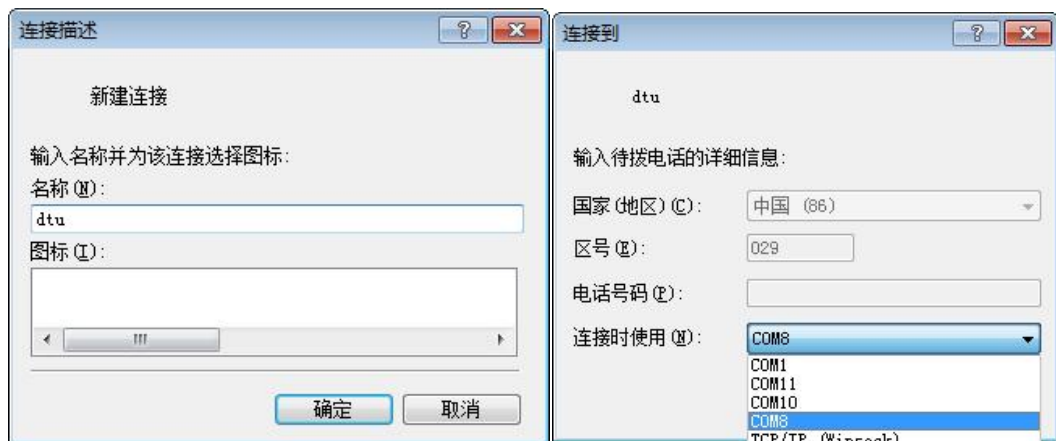 连接描述
新建连接
输入名称并为该连接选择图标:
名称(N):
dtu
图标(I):
确定
取消
连接到
dtu
输入待拨电话的详细信息:
国家(地区)(C):
中国 (86)
区号(E):
029
电话号码(P):
连接时使用(N):
COM8
COM1
COM11
COM10
COM8
TCP/IP (Winsock)